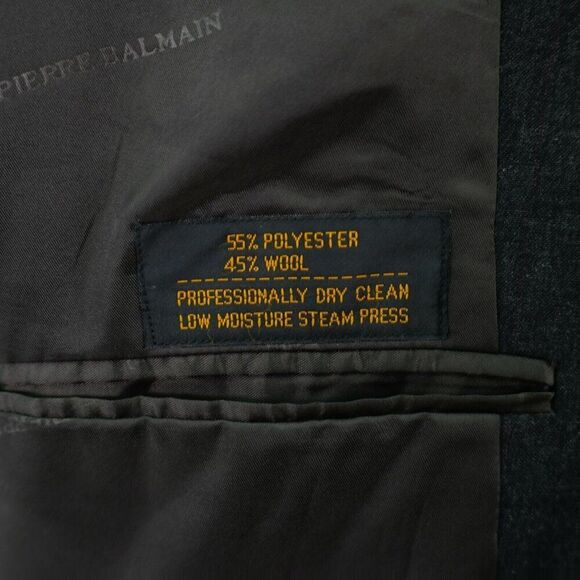 PIERRE BALMAIN
55% POLYESTER
45% WOOL
PROFESSIONALLY DRY CLEAN
LOW MOISTURE STEAM PRESS